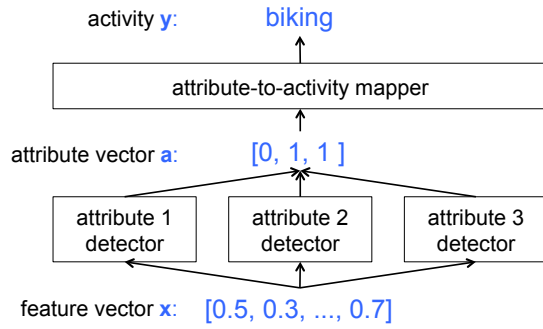 activity y: biking
attribute-to-activity mapper
attribute vector a: [0, 1, 1 ]
attribute 1
detector
attribute 2
detector
attribute 3
detector
feature vector x: [0.5, 0.3, ..., 0.7]